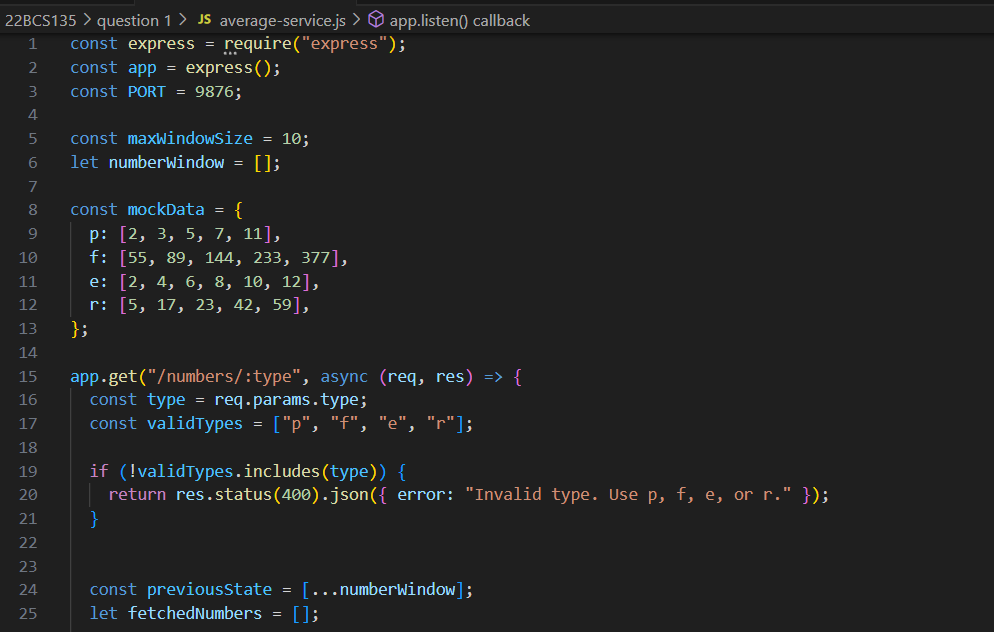 22BCS135 > question 1 > JS average-service.js > app.listen() callback
1 const express = require("express");
2 const app = express();
3 const PORT = 9876;
4
5 const maxWindowSize = 10;
6 let numberWindow = [];
7
8 const mockData = {
9 p: [2, 3, 5, 7, 11],
10 f: [55, 89, 144, 233, 377],
11 e: [2, 4, 6, 8, 10, 12],
12 r: [5, 17, 23, 42, 59],
13 };
14
15 app.get("/numbers/:type", async (req, res) => {
16 const type = req.params.type;
17 const validTypes = ["p", "f", "e", "r"];
18
19 if (!validTypes.includes(type)) {
20 return res.status(400).json({ error: "Invalid type. Use p, f, e, or r." });
21 }
22
23
24 const previousState = [...numberWindow];
25 let fetchedNumbers = [];